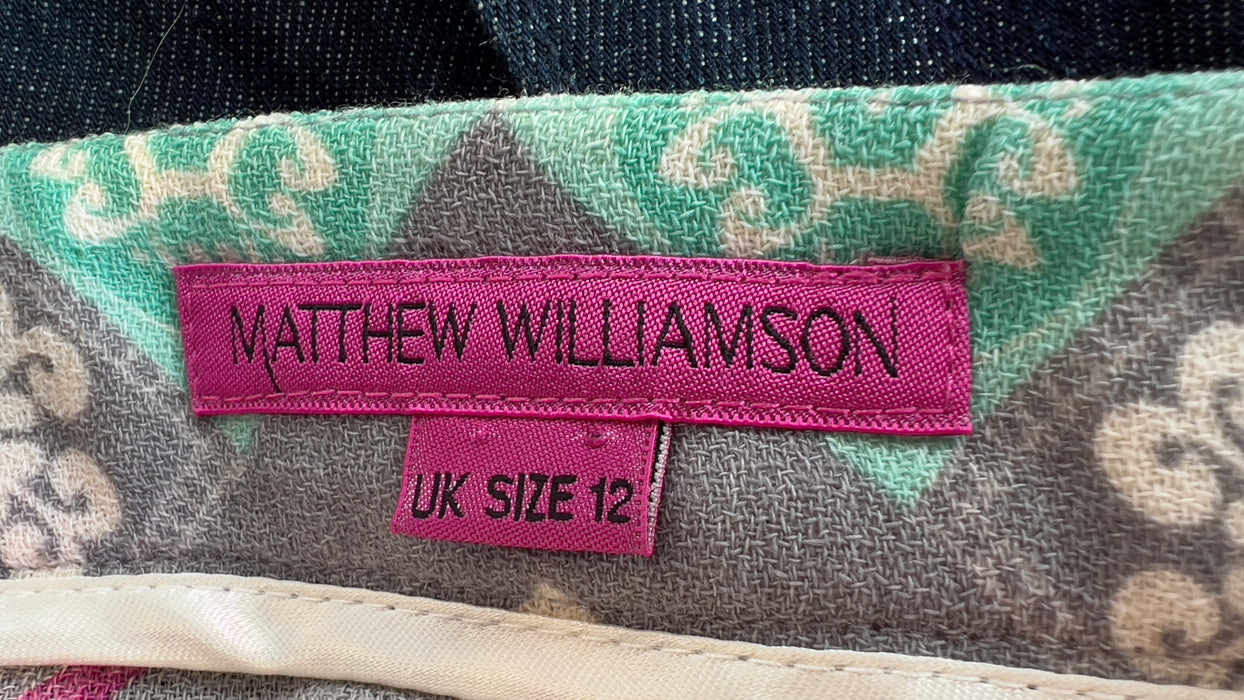 MATTHEW WILLIAMSON
UK SIZE 12